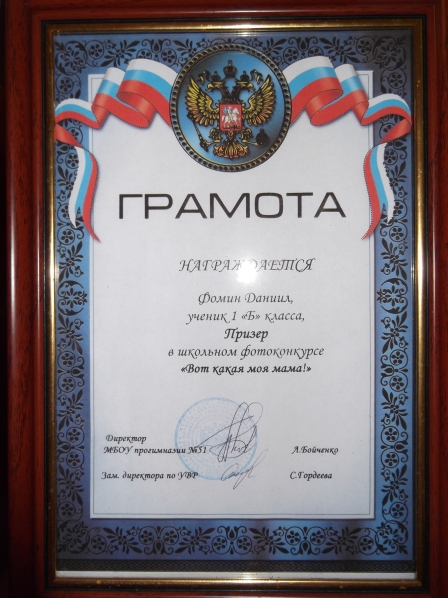 ГРАМОТА
НАГРАЖДАЕТСЯ
Фомин Даниил,
ученик 1 «Б» класса,
Призер
в школьном фотоконкурсе
«Вот какая моя мама!»
Директор
МБОУ прогимназии №51 Л.Бойченко
Зам. директора по УВР С.Гордеева